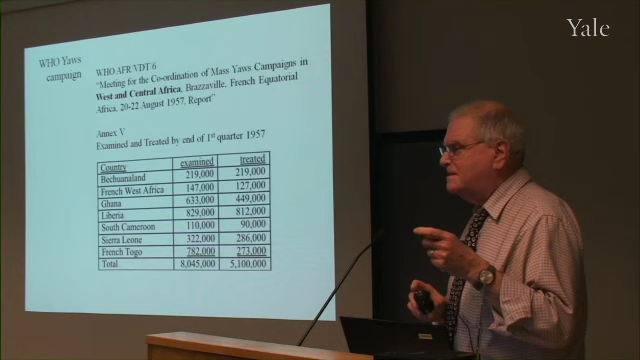 Yale
WHO Yaws
campaign
WHO AFR VDT 6
“Meeting for the Co-ordination of Mass Yaws Campaigns in
West and Central Africa, Brazzaville, French Equatorial
Africa, 20-22 August 1957, Report”
Annex V
Examined and Treated by end of 1st quarter 1957
Country examined treated
Bechuanaland 219,000 219,000
French West Africa 147,000 127,000
Ghana 633,000 449,000
Liberia 829,000 812,000
South Cameroon 110,000 90,000
Sierra Leone 322,000 286,000
French Togo 782,000 273,000
Total 8,045,000 5,100,000